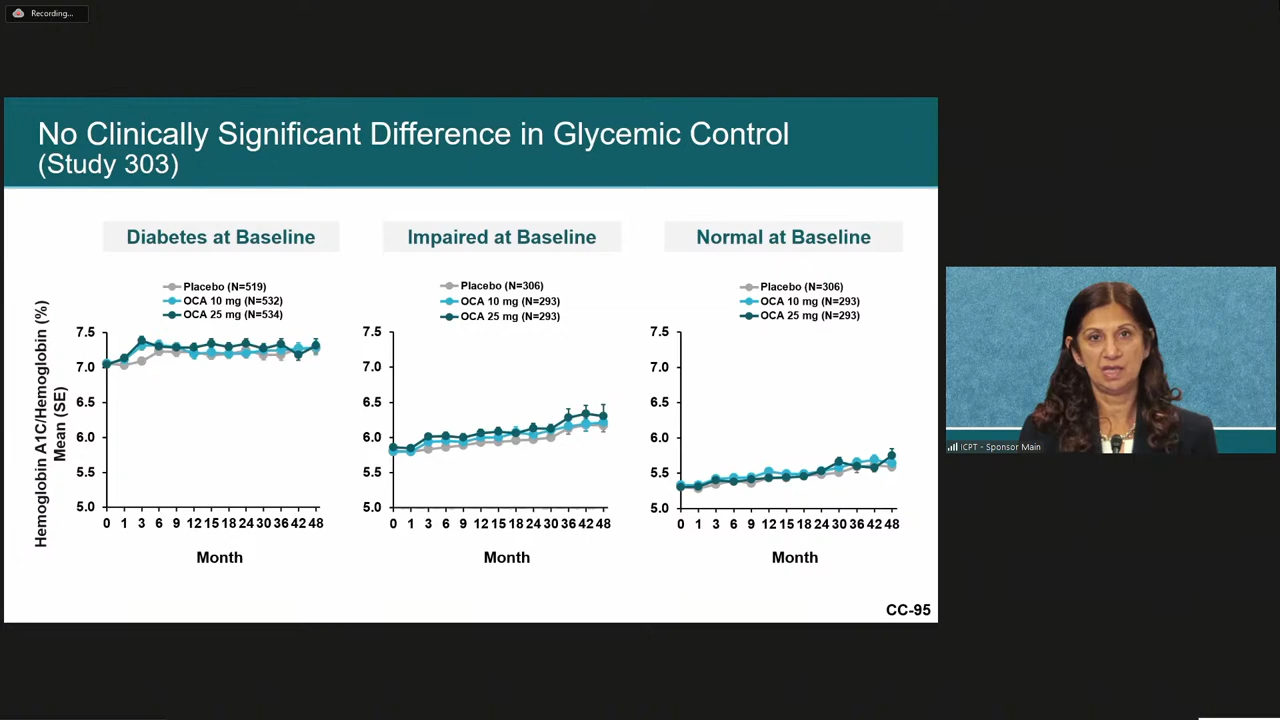 Recording...
No Clinically Significant Difference in Glycemic Control
(Study 303)
Diabetes at Baseline
Impaired at Baseline
Normal at Baseline
Placebo (N=519)
OCA 10 mg (N=532)
OCA 25 mg (N=534)
Placebo (N=306)
OCA 10 mg (N=293)
OCA 25 mg (N=293)
Placebo (N=306)
OCA 10 mg (N=293)
OCA 25 mg (N=293)
Hemoglobin A1C/Hemoglobin (%)
Mean (SE)
7.5
7.0
6.5
6.0
5.5
5.0
0 1 3 6 9 12 15 18 24 30 36 42 48
Month
7.5
7.0
6.5
6.0
5.5
5.0
0 1 3 6 9 12 15 18 24 30 36 42 48
Month
7.5
7.0
6.5
6.0
5.5
5.0
0 1 3 6 9 12 15 18 24 30 36 42 48
Month
CC-95
ICPT - Sponsor Main